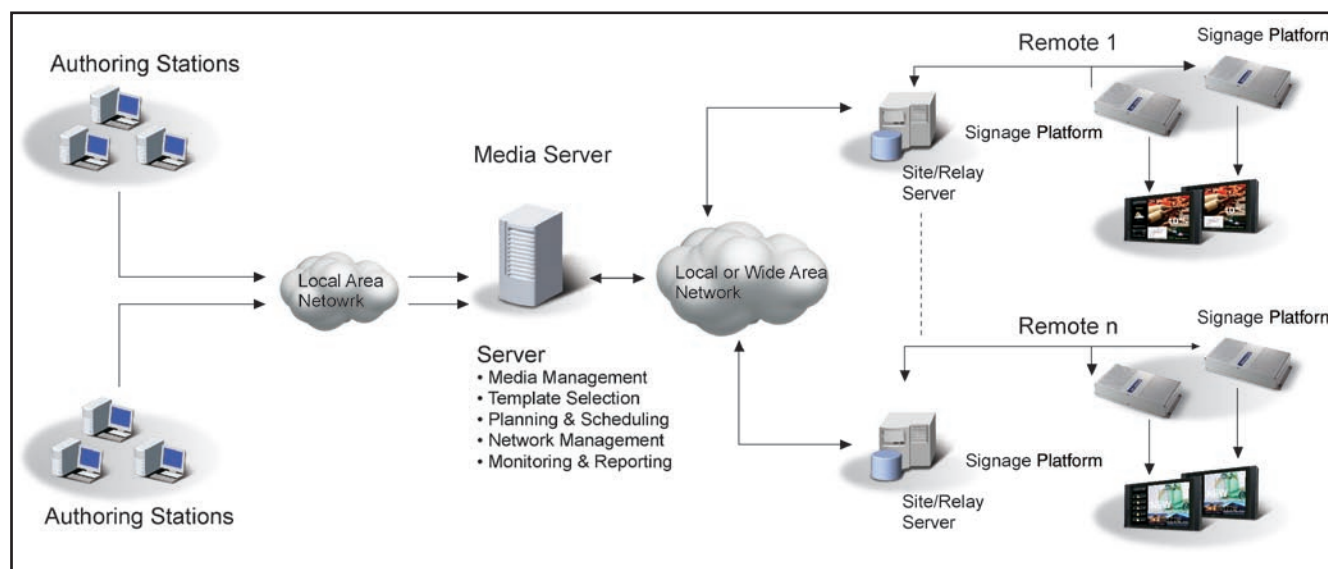 Authoring Stations
Local Area
Netowrk
Authoring Stations
Media Server
Server
• Media Management
• Template Selection
• Planning & Scheduling
• Network Management
• Monitoring & Reporting
Local or Wide Area
Network
Remote 1
Signage Platform
Signage Platform
Site/Relay
Server
Remote n
Signage Platform
Signage Platform
Site/Relay
Server